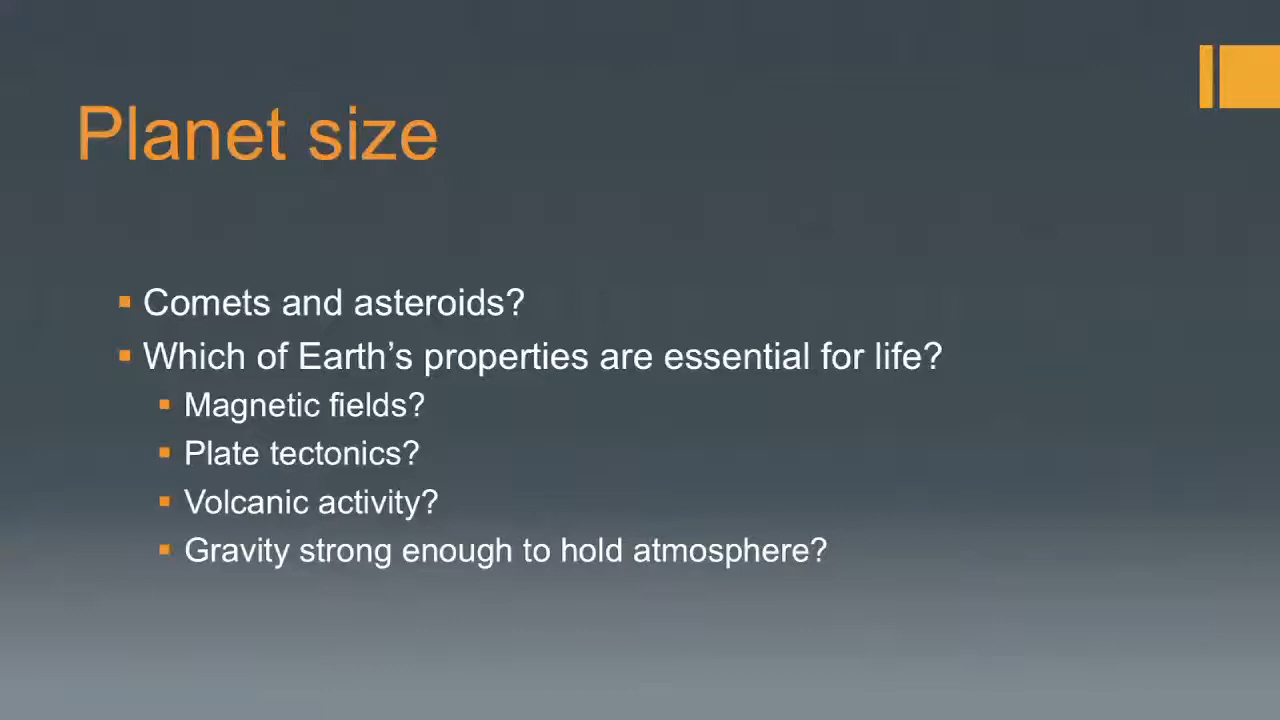 Planet size
Comets and asteroids?
Which of Earth’s properties are essential for life?
Magnetic fields?
Plate tectonics?
Volcanic activity?
Gravity strong enough to hold atmosphere?